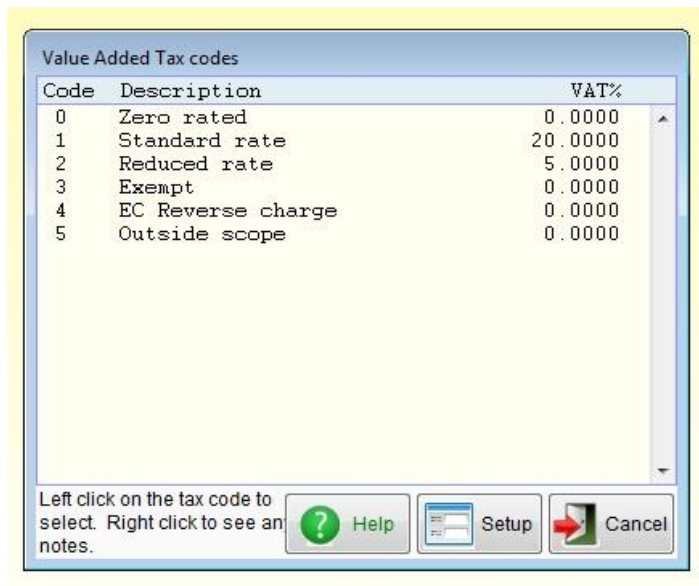 Value Added Tax codes
Code Description VAT%
0 Zero rated 0.0000
1 Standard rate 20.0000
2 Reduced rate 5.0000
3 Exempt 0.0000
4 EC Reverse charge 0.0000
5 Outside scope 0.0000
Left click on the tax code to
select. Right click to see an
notes.
Help
Setup
Cancel